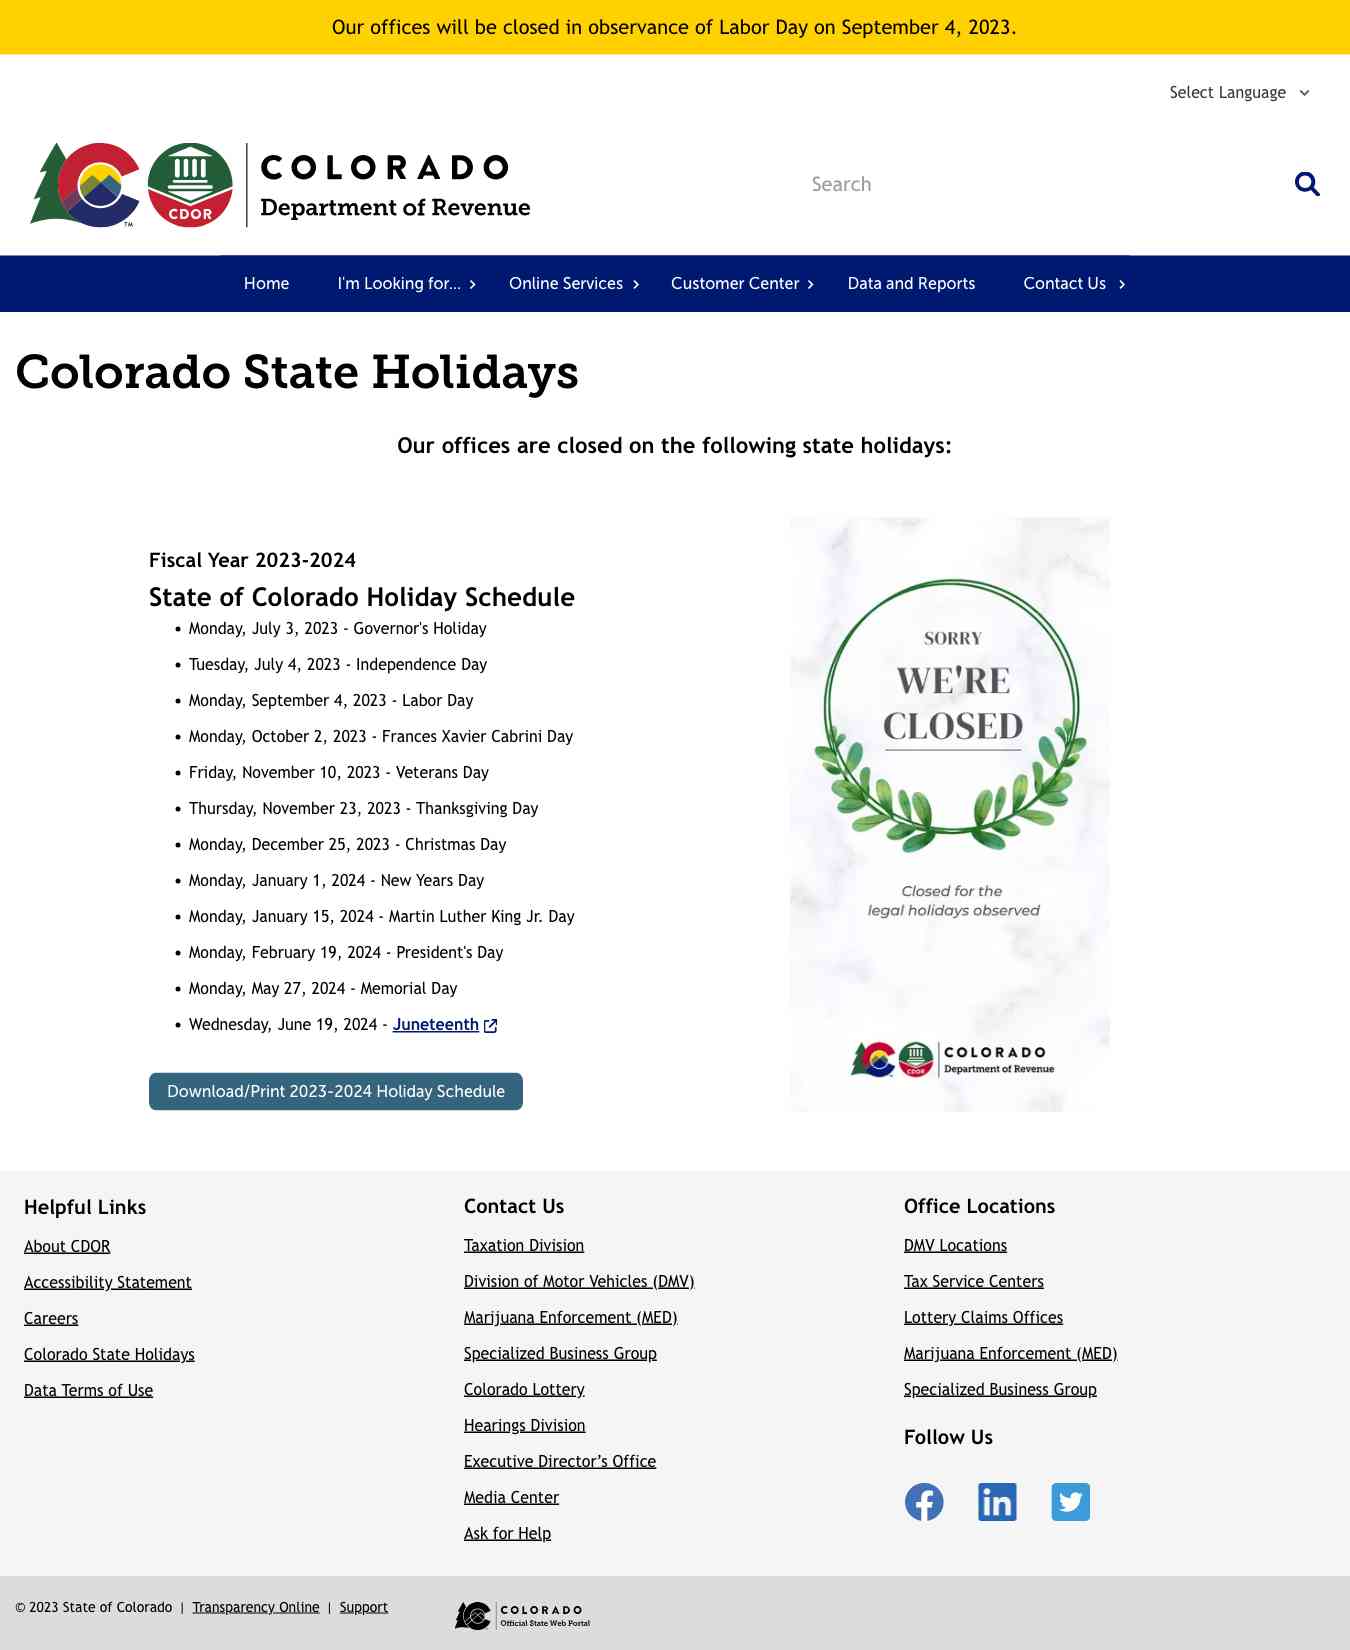 Our offices will be closed in observance of Labor Day on September 4, 2023.
Select Language
CDOR
TM
COLORADO
Department of Revenue
Search
Home
I'm Looking for...
Online Services
Customer Center
Data and Reports
Contact Us
Colorado State Holidays
Our offices are closed on the following state holidays:
Fiscal Year 2023-2024
State of Colorado Holiday Schedule
• Monday, July 3, 2023 - Governor's Holiday
• Tuesday, July 4, 2023 - Independence Day
• Monday, September 4, 2023 - Labor Day
• Monday, October 2, 2023 - Frances Xavier Cabrini Day
• Friday, November 10, 2023 - Veterans Day
• Thursday, November 23, 2023 - Thanksgiving Day
• Monday, December 25, 2023 - Christmas Day
• Monday, January 1, 2024 - New Years Day
• Monday, January 15, 2024 - Martin Luther King Jr. Day
• Monday, February 19, 2024 - President's Day
• Monday, May 27, 2024 - Memorial Day
• Wednesday, June 19, 2024 - Juneteenth
Download/Print 2023-2024 Holiday Schedule
SORRY
WE'RE
CLOSED
Closed for the
legal holidays observed
CDOR
COLORADO
Department of Revenue
Helpful Links
About CDOR
Accessibility Statement
Careers
Colorado State Holidays
Data Terms of Use
Contact Us
Taxation Division
Division of Motor Vehicles (DMV)
Marijuana Enforcement (MED)
Specialized Business Group
Colorado Lottery
Hearings Division
Executive Director’s Office
Media Center
Ask for Help
Office Locations
DMV Locations
Tax Service Centers
Lottery Claims Offices
Marijuana Enforcement (MED)
Specialized Business Group
Follow Us
© 2023 State of Colorado | Transparency Online | Support
COLORADO
Official State Web Portal